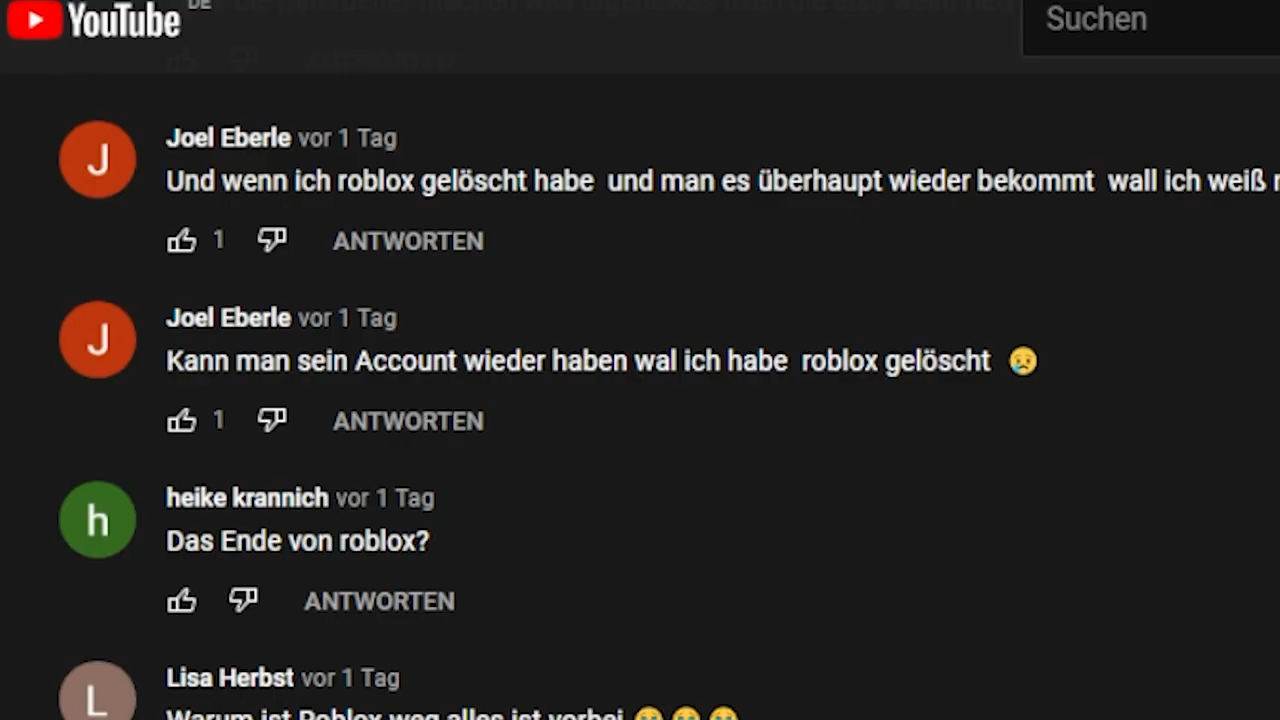 DE
YouTube
Suchen
J
Joel Eberle vor 1 Tag
Und wenn ich roblox gelöscht habe und man es überhaupt wieder bekommt wall ich weiß
1 ANTWORTEN
J
Joel Eberle vor 1 Tag
Kann man sein Account wieder haben wal ich habe roblox gelöscht 😥
1 ANTWORTEN
h
heike krannich vor 1 Tag
Das Ende von roblox?
ANTWORTEN
L
Lisa Herbst vor 1 Tag
Warum ist Roblox weg alles ist vorbei 😢😢😢